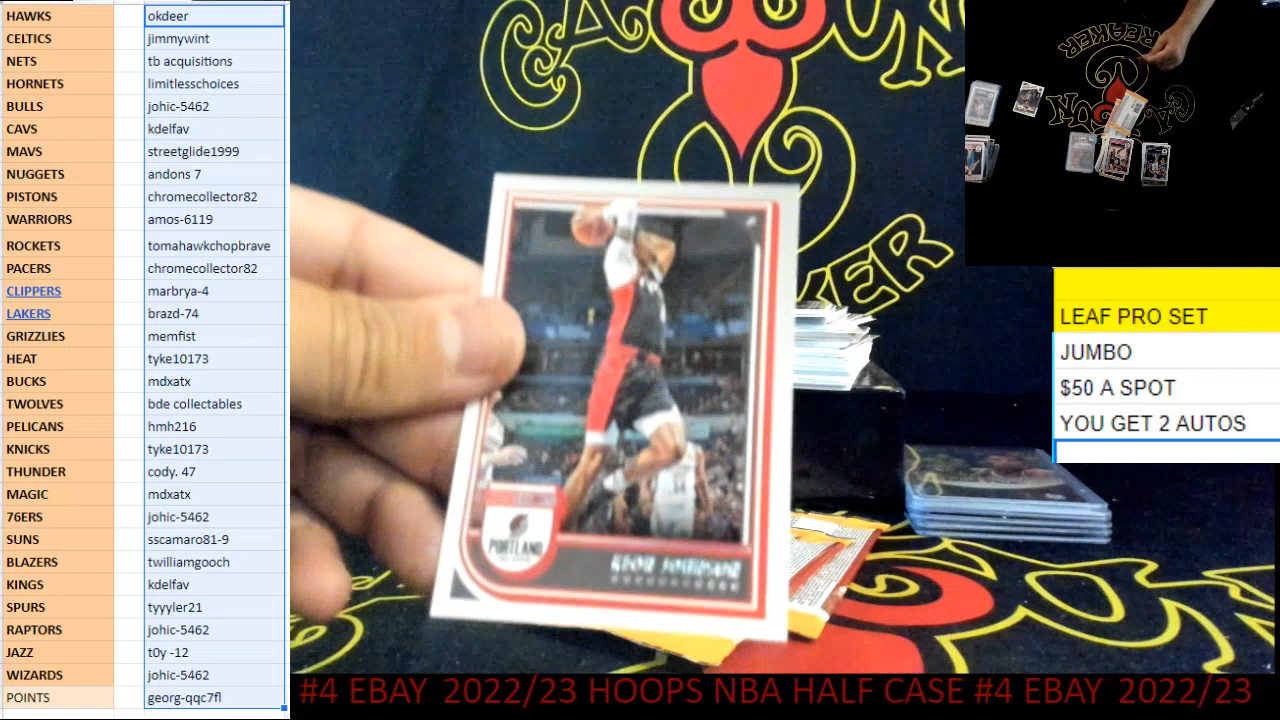 HAWKS okdeer
CELTICS jimmywint
NETS tb acquisitions
HORNETS limitlesschoices
BULLS johic-5462
CAVS kdelfav
MAVS streetglide1999
NUGGETS andons 7
PISTONS chromecollector82
WARRIORS amos-6119
ROCKETS tomahawkchopbrave
PACERS chromecollector82
CLIPPERS marbrya-4
LAKERS brazd-74
GRIZZLIES memfist
HEAT tyke10173
BUCKS mdxatx
TWOLVES bde collectables
PELICANS hmh216
KNICKS tyke10173
THUNDER cody. 47
MAGIC mdxatx
76ERS johic-5462
SUNS sscamaro81-9
BLAZERS twilliamgooch
KINGS kdelfav
SPURS tyyyler21
RAPTORS johic-5462
JAZZ t0y -12
WIZARDS johic-5462
POINTS georg-qqc7fl
PORTLAND
LEAF PRO SET
JUMBO
$50 A SPOT
YOU GET 2 AUTOS
#4 EBAY 2022/23 HOOPS NBA HALF CASE #4 EBAY 2022/23